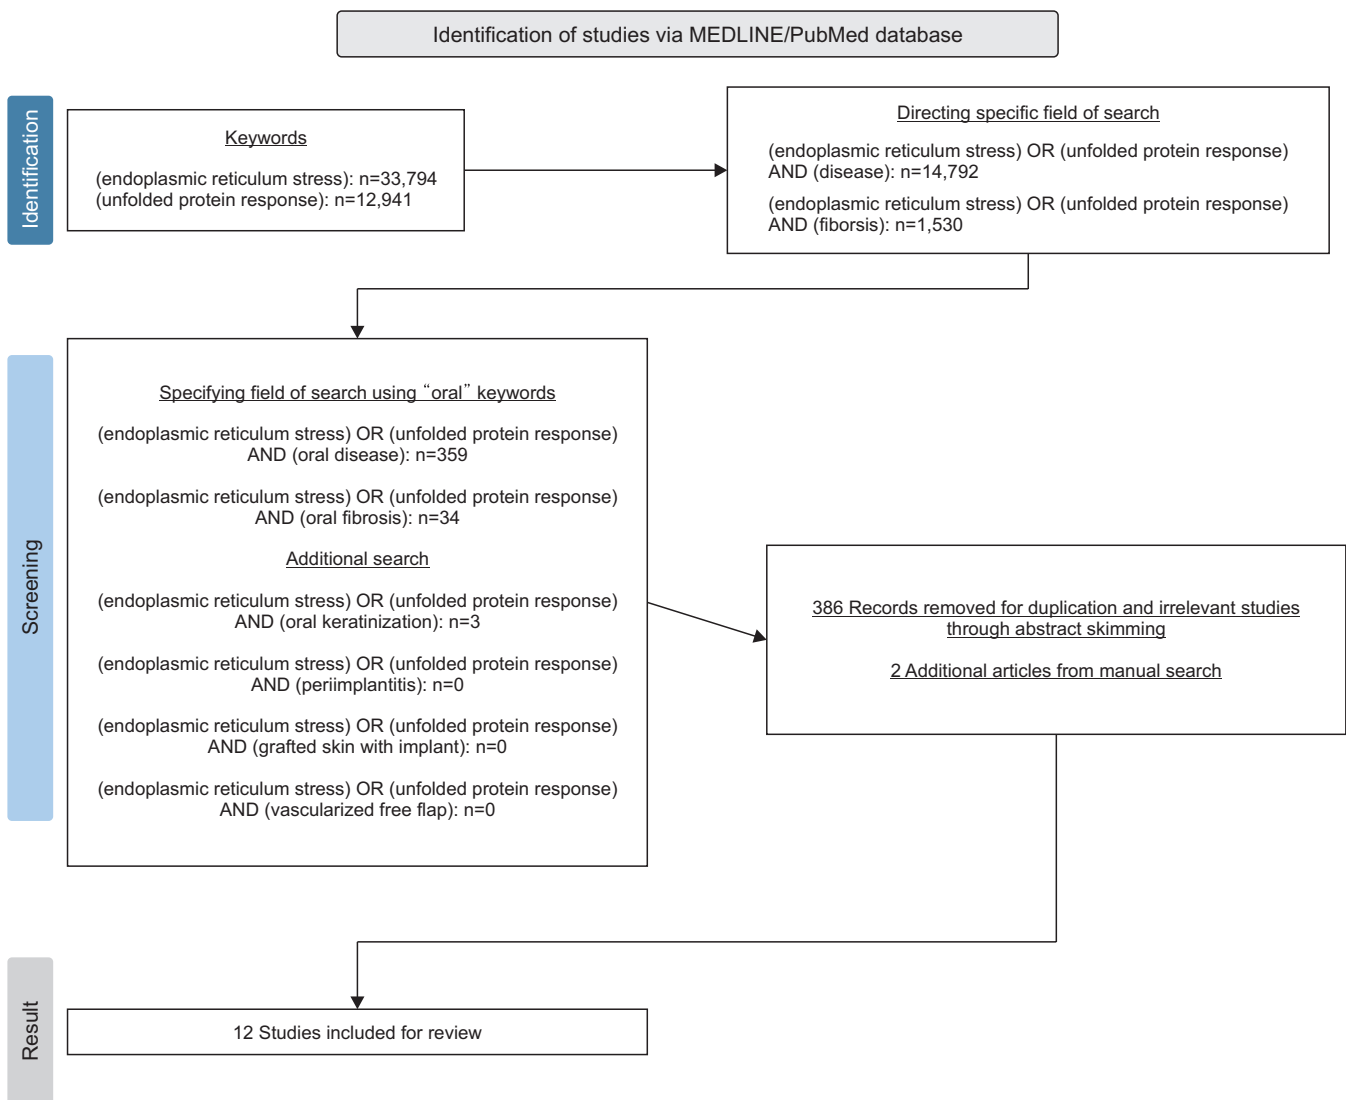 Identification of studies via MEDLINE/PubMed database
Identification
Keywords
(endoplasmic reticulum stress): n=33,794
(unfolded protein response): n=12,941
Directing specific field of search
(endoplasmic reticulum stress) OR (unfolded protein response)
AND (disease): n=14,792
(endoplasmic reticulum stress) OR (unfolded protein response)
AND (fiborsis): n=1,530
Screening
Specifying field of search using “oral” keywords
(endoplasmic reticulum stress) OR (unfolded protein response)
AND (oral disease): n=359
(endoplasmic reticulum stress) OR (unfolded protein response)
AND (oral fibrosis): n=34
Additional search
(endoplasmic reticulum stress) OR (unfolded protein response)
AND (oral keratinization): n=3
(endoplasmic reticulum stress) OR (unfolded protein response)
AND (periimplantitis): n=0
(endoplasmic reticulum stress) OR (unfolded protein response)
AND (grafted skin with implant): n=0
(endoplasmic reticulum stress) OR (unfolded protein response)
AND (vascularized free flap): n=0
386 Records removed for duplication and irrelevant studies
through abstract skimming
2 Additional articles from manual search
Result
12 Studies included for review